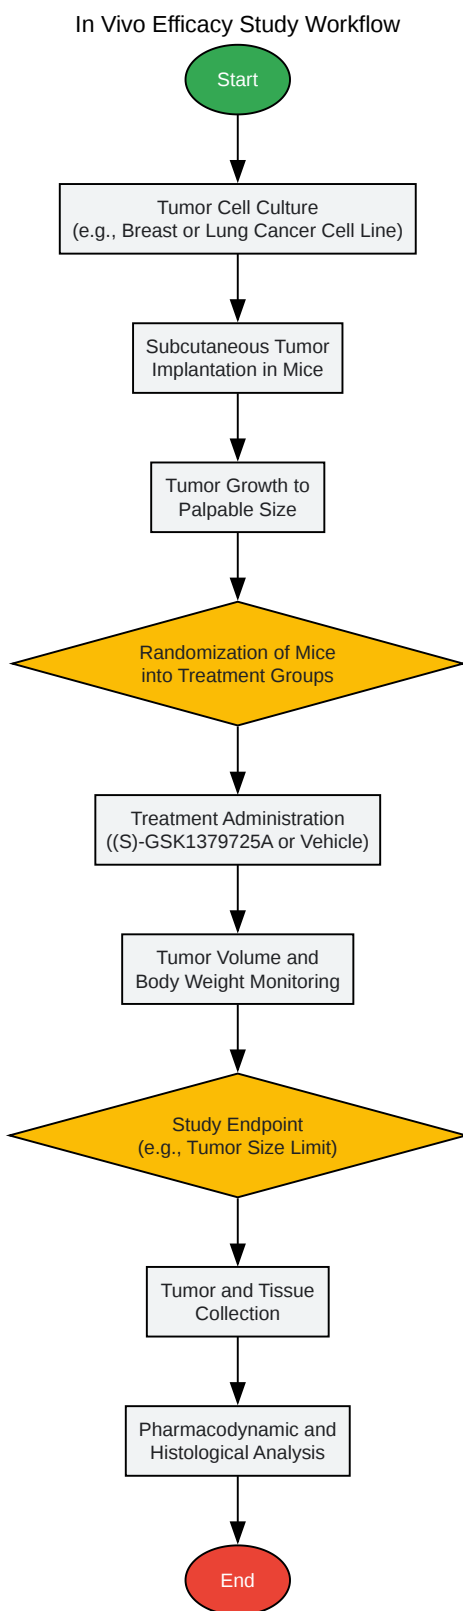 In Vivo Efficacy Study Workflow
Start
Tumor Cell Culture
(e.g., Breast or Lung Cancer Cell Line)
Subcutaneous Tumor
Implantation in Mice
Tumor Growth to
Palpable Size
Randomization of Mice
into Treatment Groups
Treatment Administration
((S)-GSK1379725A or Vehicle)
Tumor Volume and
Body Weight Monitoring
Study Endpoint
(e.g., Tumor Size Limit)
Tumor and Tissue
Collection
Pharmacodynamic and
Histological Analysis
End